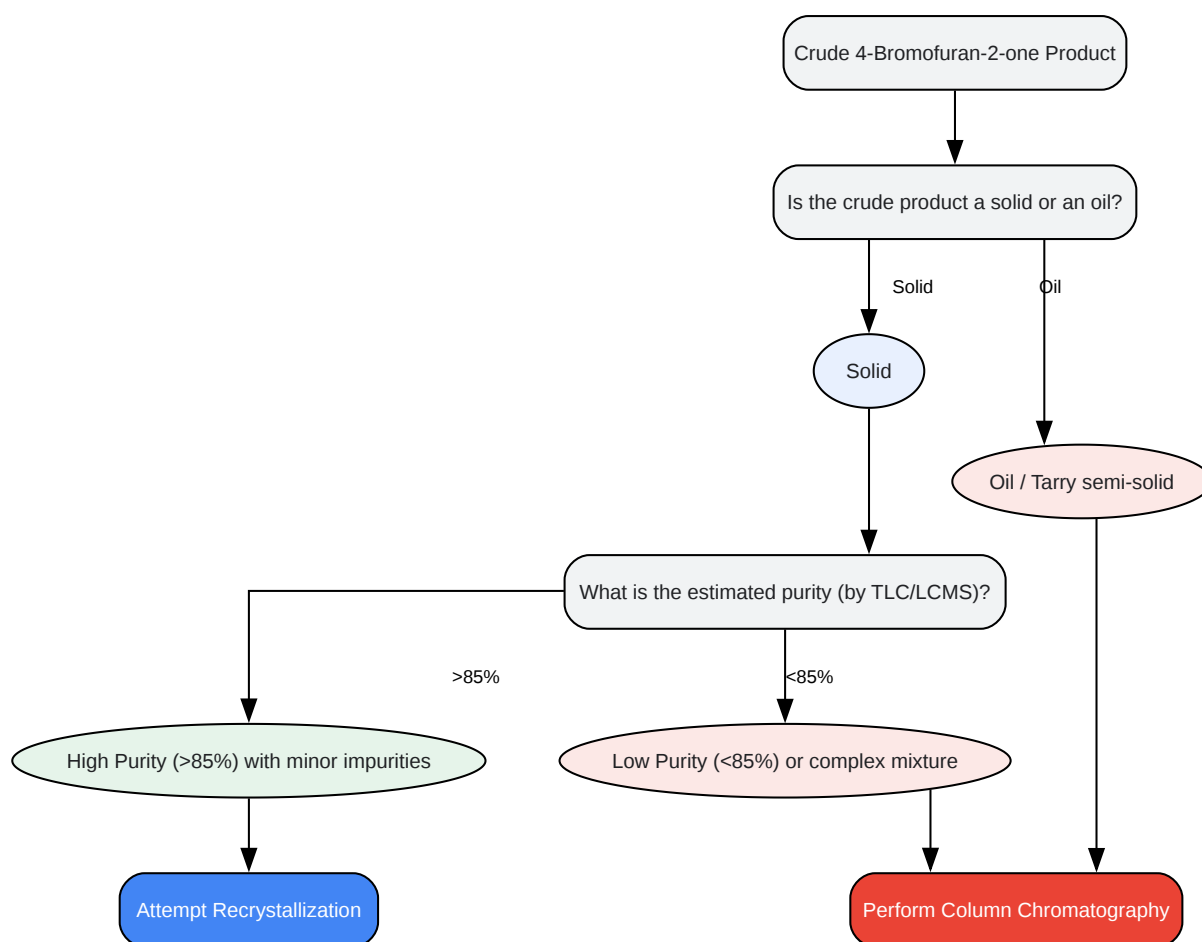 Crude 4-Bromofuran-2-one Product
Is the crude product a solid or an oil?
Solid
Oil
Solid
Oil / Tarry semi-solid
What is the estimated purity (by TLC/LCMS)?
>85%
<85%
High Purity (>85%) with minor impurities
Low Purity (<85%) or complex mixture
Attempt Recrystallization
Perform Column Chromatography